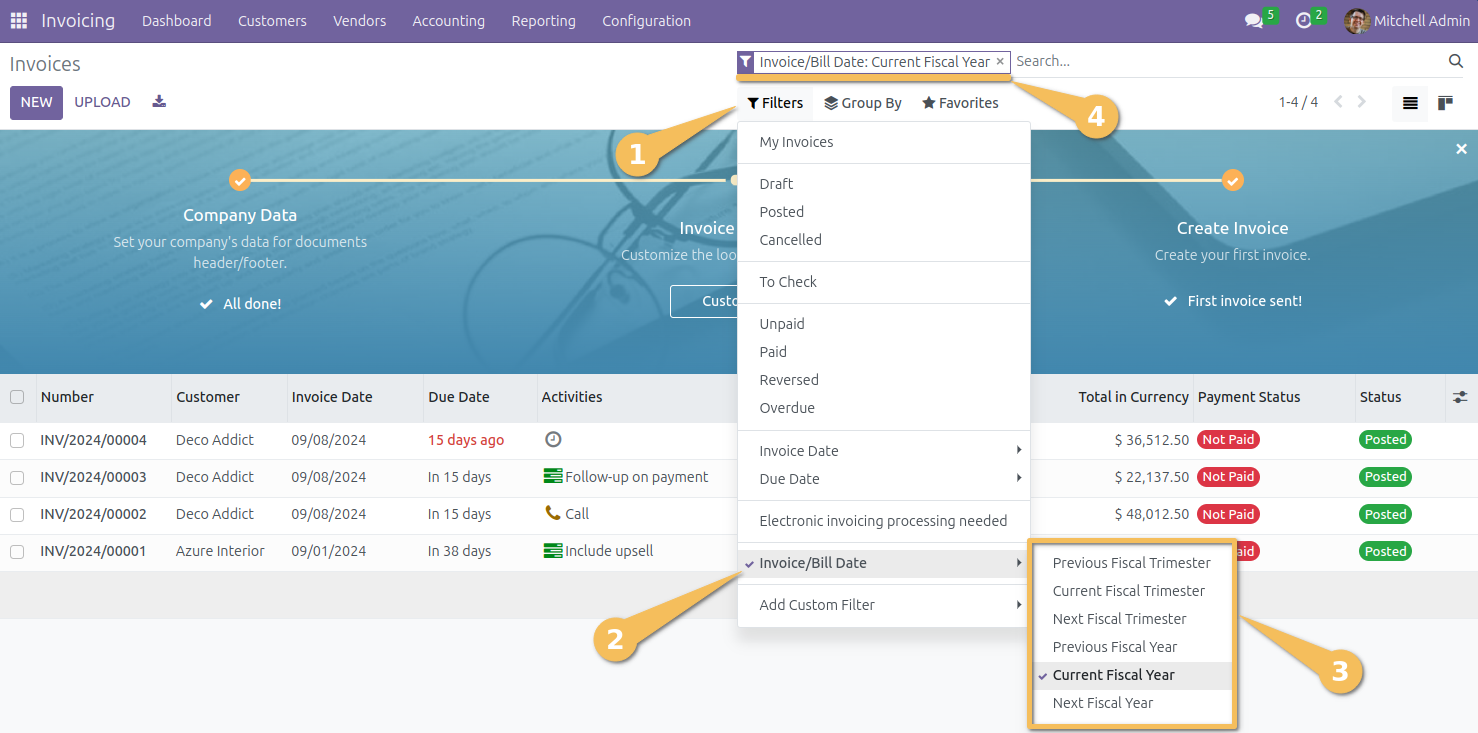 Invoicing Dashboard Customers Vendors Accounting Reporting Configuration 5 2 Mitchell Admin
Invoices
Invoice/Bill Date: Current Fiscal Year × Search...
NEW UPLOAD
Filters Group By Favorites
1-4 / 4
1
4
My Invoices
Draft
Posted
Cancelled
To Check
Unpaid
Paid
Reversed
Overdue
Invoice Date
Due Date
Electronic invoicing processing needed
Invoice/Bill Date
Add Custom Filter
2
Previous Fiscal Trimester
Current Fiscal Trimester
Next Fiscal Trimester
Previous Fiscal Year
Current Fiscal Year
Next Fiscal Year
3
Company Data
Set your company's data for documents
header/footer.
All done!
Invoice
Customize the loo
Custo
Create Invoice
Create your first invoice.
First invoice sent!
Number Customer Invoice Date Due Date Activities Total in Currency Payment Status Status
INV/2024/00004 Deco Addict 09/08/2024 15 days ago $ 36,512.50 Not Paid Posted
INV/2024/00003 Deco Addict 09/08/2024 In 15 days Follow-up on payment $ 22,137.50 Not Paid Posted
INV/2024/00002 Deco Addict 09/08/2024 In 15 days Call $ 48,012.50 Not Paid Posted
INV/2024/00001 Azure Interior 09/01/2024 In 38 days Include upsell aid Posted